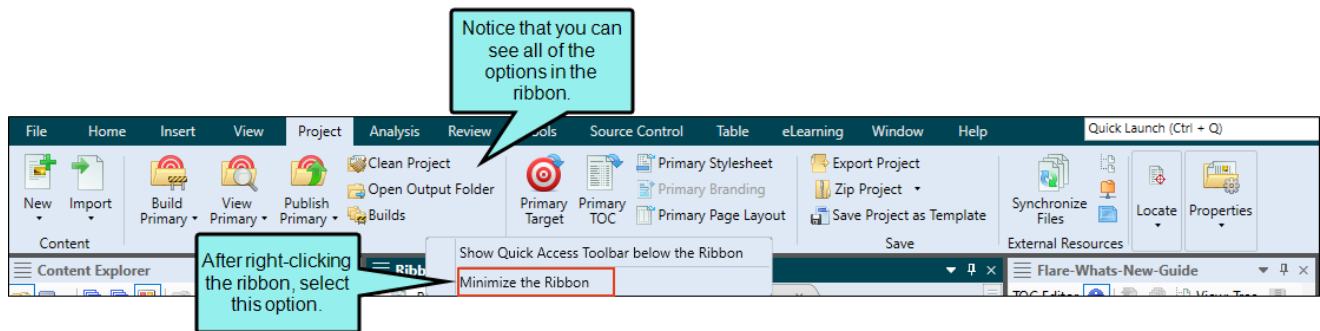 Notice that you can
see all of the
options in the
ribbon.
File Home Insert View Project Analysis Review Tools Source Control Table eLearning Window Help Quick Launch (Ctrl + Q)
New Import Build Primary View Primary Publish Primary
Clean Project
Open Output Folder
Builds
Primary Target Primary TOC
Primary Stylesheet
Primary Branding
Primary Page Layout
Export Project
Zip Project
Save Project as Template
Synchronize Files Locate Properties
Content Save External Resources
After right-clicking
the ribbon, select
this option.
Show Quick Access Toolbar below the Ribbon
Minimize the Ribbon
Content Explorer Flare-Whats-New-Guide